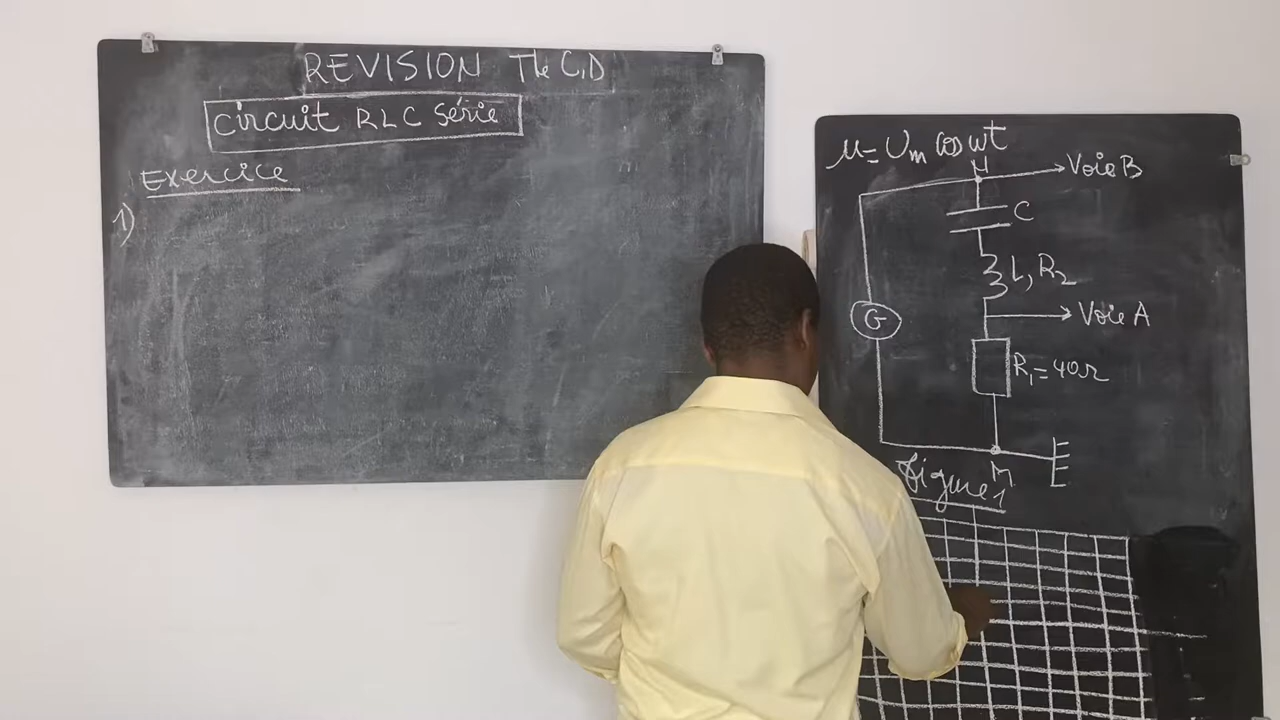 REVISION Tle C,D
Circuit RLC série
Exercice
1)
u = Um cos ωt
Voie B
C
L, R2
G
Voie A
R1 = 40Ω
M
figure 1